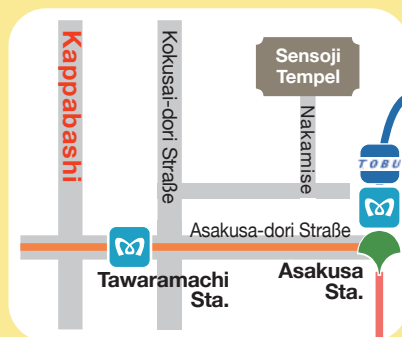 Kappabashi
Kokusai-dori Straße
Sensoji
Tempel
Nakamise
TOBU
Asakusa-dori Straße
Tawaramachi
Sta.
Asakusa
Sta.